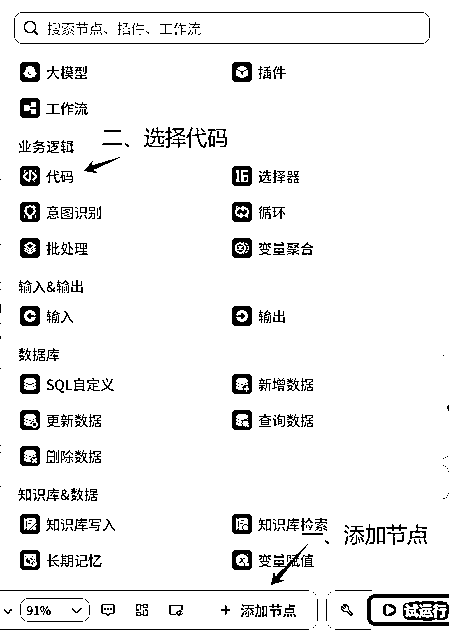 搜索节点、插件、工作流
大模型 插件
工作流
业务逻辑
二、选择代码
代码 选择器
意图识别 循环
批处理 变量聚合
输入&输出
输入 输出
数据库
SQL自定义 新增数据
更新数据 查询数据
删除数据
知识库&数据
知识库写入 知识库检索
一、添加节点
长期记忆 变量赋值
91% + 添加节点 试运行